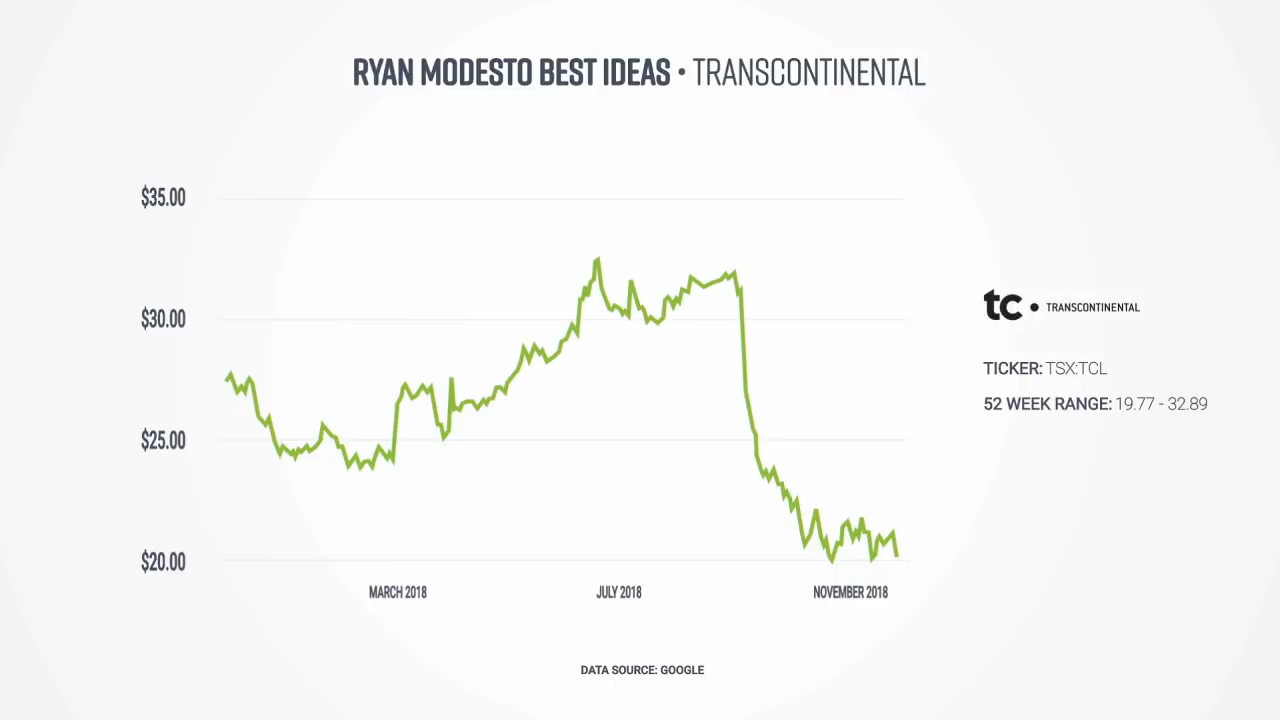 RYAN MODESTO BEST IDEAS • TRANSCONTINENTAL
$35.00
$30.00
$25.00
$20.00
MARCH 2018
JULY 2018
NOVEMBER 2018
tc • TRANSCONTINENTAL
TICKER: TSX:TCL
52 WEEK RANGE: 19.77 - 32.89
DATA SOURCE: GOOGLE